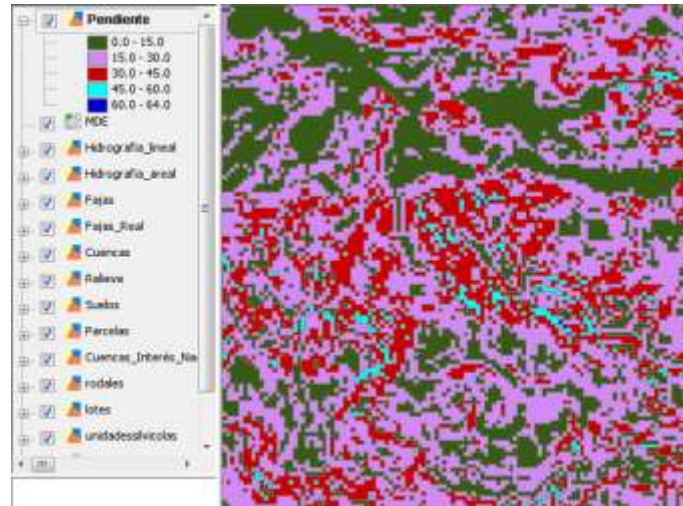 Pendiente
0.0 - 15.0
15.0 - 30.0
30.0 - 45.0
45.0 - 60.0
60.0 - 64.0
MDE
Hidrografia_lineal
Hidrografia_areal
Fajas
Fajas_Real
Cuencas
Relieve
Suelos
Parcelas
Cuencas_Interés_Na
rodales
lotes
unidadessilvicolas